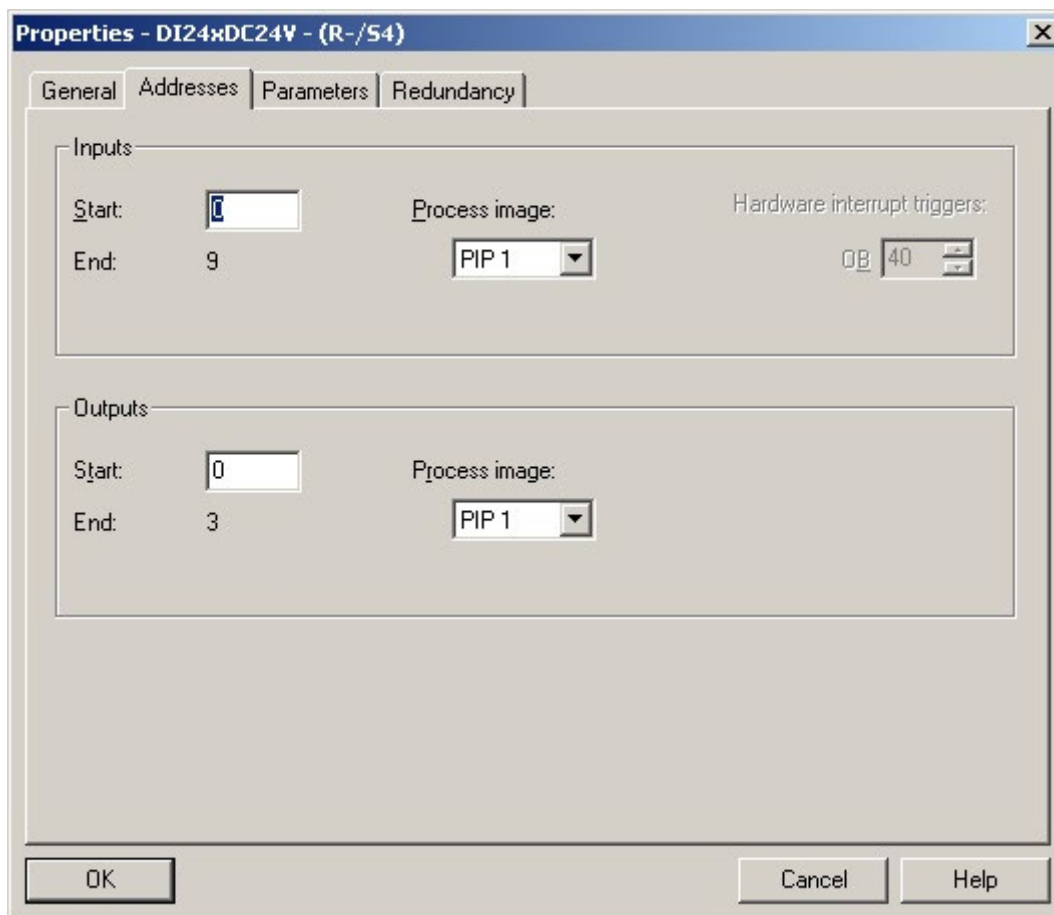 Properties - DI24xDC24V - (R-/S4)
General Addresses Parameters Redundancy
Inputs
Start: 0 Process image: Hardware interrupt triggers:
End: 9 PIP 1 OB 40
Outputs
Start: 0 Process image:
End: 3 PIP 1
OK Cancel Help